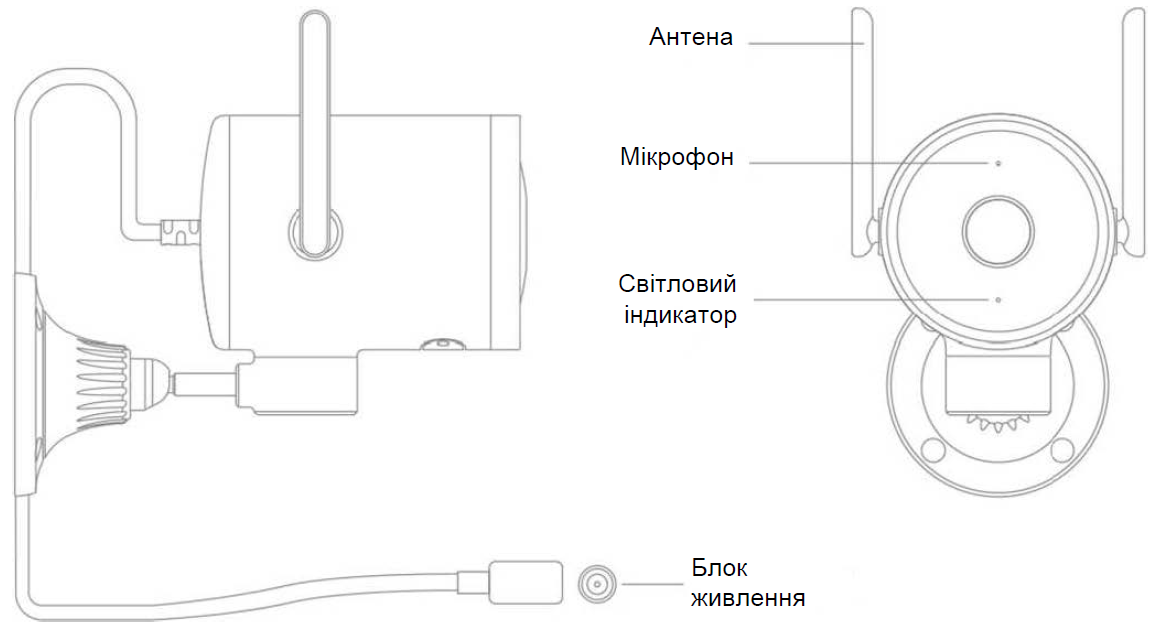 Антена
Мікрофон
Світловий
індикатор
Блок
живлення